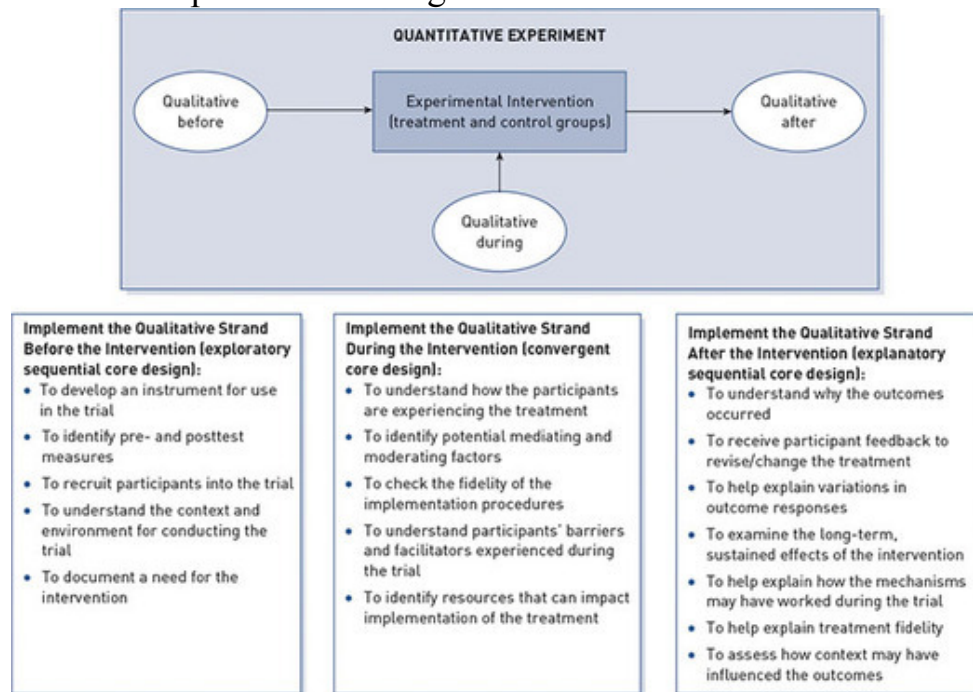 QUANTITATIVE EXPERIMENT
Qualitative
before
Experimental Intervention
(treatment and control groups)
Qualitative
after
Qualitative
during
Implement the Qualitative Strand
Before the Intervention (exploratory
sequential core design):
• To develop an instrument for use
in the trial
• To identify pre- and posttest
measures
• To recruit participants into the trial
• To understand the context and
environment for conducting the
trial
• To document a need for the
intervention
Implement the Qualitative Strand
During the Intervention (convergent
core design):
• To understand how the participants
are experiencing the treatment
• To identify potential mediating and
moderating factors
• To check the fidelity of the
implementation procedures
• To understand participants' barriers
and facilitators experienced during
the trial
• To identify resources that can impact
implementation of the treatment
Implement the Qualitative Strand
After the Intervention (explanatory
sequential core design):
• To understand why the outcomes
occurred
• To receive participant feedback to
revise/change the treatment
• To help explain variations in
outcome responses
• To examine the long-term,
sustained effects of the intervention
• To help explain how the mechanisms
may have worked during the trial
• To help explain treatment fidelity
• To assess how context may have
influenced the outcomes